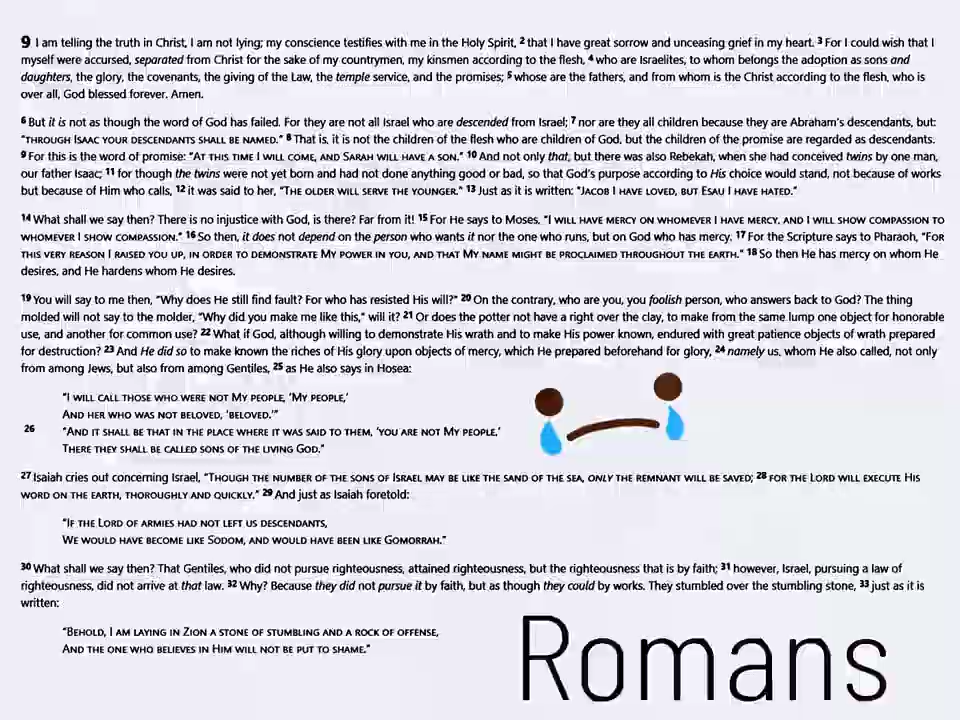 9 I am telling the truth in Christ, I am not lying; my conscience testifies with me in the Holy Spirit, 2 that I have great sorrow and unceasing grief in my heart. 3 For I could wish that I
myself were accursed, separated from Christ for the sake of my countrymen, my kinsmen according to the flesh, 4 who are Israelites, to whom belongs the adoption as sons and
daughters, the glory, the covenants, the giving of the Law, the temple service, and the promises; 5 whose are the fathers, and from whom is the Christ according to the flesh, who is
over all, God blessed forever. Amen.
6 But it is not as though the word of God has failed. For they are not all Israel who are descended from Israel; 7 nor are they all children because they are Abraham's descendants, but:
"THROUGH ISAAC YOUR DESCENDANTS SHALL BE NAMED." 8 That is, it is not the children of the flesh who are children of God, but the children of the promise are regarded as descendants.
9 For this is the word of promise: "AT THIS TIME I WILL COME, AND SARAH WILL HAVE A SON." 10 And not only that, but there was also Rebekah, when she had conceived twins by one man,
our father Isaac; 11 for though the twins were not yet born and had not done anything good or bad, so that God's purpose according to His choice would stand, not because of works
but because of Him who calls, 12 it was said to her, "THE OLDER WILL SERVE THE YOUNGER." 13 Just as it is written: "JACOB I HAVE LOVED, BUT ESAU I HAVE HATED."
14 What shall we say then? There is no injustice with God, is there? Far from it! 15 For He says to Moses, "I WILL HAVE MERCY ON WHOMEVER I HAVE MERCY, AND I WILL SHOW COMPASSION TO
WHOMEVER I SHOW COMPASSION." 16 So then, it does not depend on the person who wants it nor the one who runs, but on God who has mercy. 17 For the Scripture says to Pharaoh, "FOR
THIS VERY REASON I RAISED YOU UP, IN ORDER TO DEMONSTRATE MY POWER IN YOU, AND THAT MY NAME MIGHT BE PROCLAIMED THROUGHOUT THE EARTH." 18 So then He has mercy on whom He
desires, and He hardens whom He desires.
19 You will say to me then, "Why does He still find fault? For who has resisted His will?" 20 On the contrary, who are you, you foolish person, who answers back to God? The thing
molded will not say to the molder, "Why did you make me like this," will it? 21 Or does the potter not have a right over the clay, to make from the same lump one object for honorable
use, and another for common use? 22 What if God, although willing to demonstrate His wrath and to make His power known, endured with great patience objects of wrath prepared
for destruction? 23 And He did so to make known the riches of His glory upon objects of mercy, which He prepared beforehand for glory, 24 namely us, whom He also called, not only
from among Jews, but also from among Gentiles, 25 as He also says in Hosea:
"I WILL CALL THOSE WHO WERE NOT MY PEOPLE, 'MY PEOPLE,'
AND HER WHO WAS NOT BELOVED, 'BELOVED.'"
26 "AND IT SHALL BE THAT IN THE PLACE WHERE IT WAS SAID TO THEM, 'YOU ARE NOT MY PEOPLE,'
THERE THEY SHALL BE CALLED SONS OF THE LIVING GOD."
27 Isaiah cries out concerning Israel, "THOUGH THE NUMBER OF THE SONS OF ISRAEL MAY BE LIKE THE SAND OF THE SEA, ONLY THE REMNANT WILL BE SAVED; 28 FOR THE LORD WILL EXECUTE HIS
WORD ON THE EARTH, THOROUGHLY AND QUICKLY." 29 And just as Isaiah foretold:
"IF THE LORD OF ARMIES HAD NOT LEFT US DESCENDANTS,
WE WOULD HAVE BECOME LIKE SODOM, AND WOULD HAVE BEEN LIKE GOMORRAH."
30 What shall we say then? That Gentiles, who did not pursue righteousness, attained righteousness, but the righteousness that is by faith; 31 however, Israel, pursuing a law of
righteousness, did not arrive at that law. 32 Why? Because they did not pursue it by faith, but as though they could by works. They stumbled over the stumbling stone, 33 just as it is
written:
"BEHOLD, I AM LAYING IN ZION A STONE OF STUMBLING AND A ROCK OF OFFENSE,
AND THE ONE WHO BELIEVES IN HIM WILL NOT BE PUT TO SHAME."
Romans